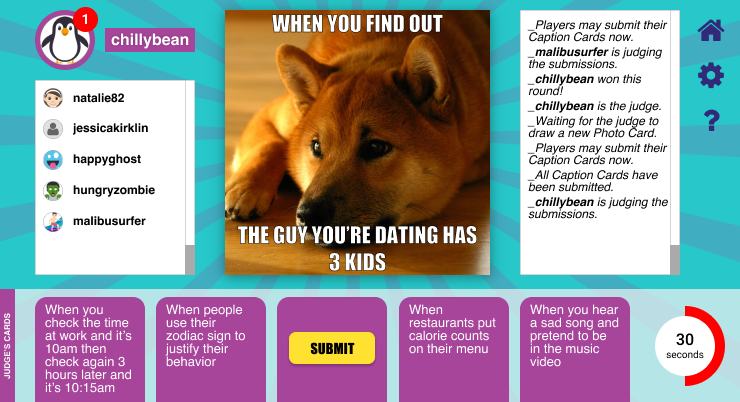 1
chillybean
natalie82
jessicakirklin
happyghost
hungryzombie
malibusurfer
WHEN YOU FIND OUT
THE GUY YOU'RE DATING HAS
3 KIDS
_Players may submit their
Caption Cards now.
_malibusurfer is judging
the submissions.
_chillybean won this
round!
_chillybean is the judge.
_Waiting for the judge to
draw a new Photo Card.
_Players may submit their
Caption Cards now.
_All Caption Cards have
been submitted.
_chillybean is judging the
submissions.
?
JUDGE'S CARDS
When you
check the time
at work and it's
10am then
check again 3
hours later and
it's 10:15am
When people
use their
zodiac sign to
justify their
behavior
SUBMIT
When
restaurants put
calorie counts
on their menu
When you hear
a sad song and
pretend to be
in the music
video
30
seconds